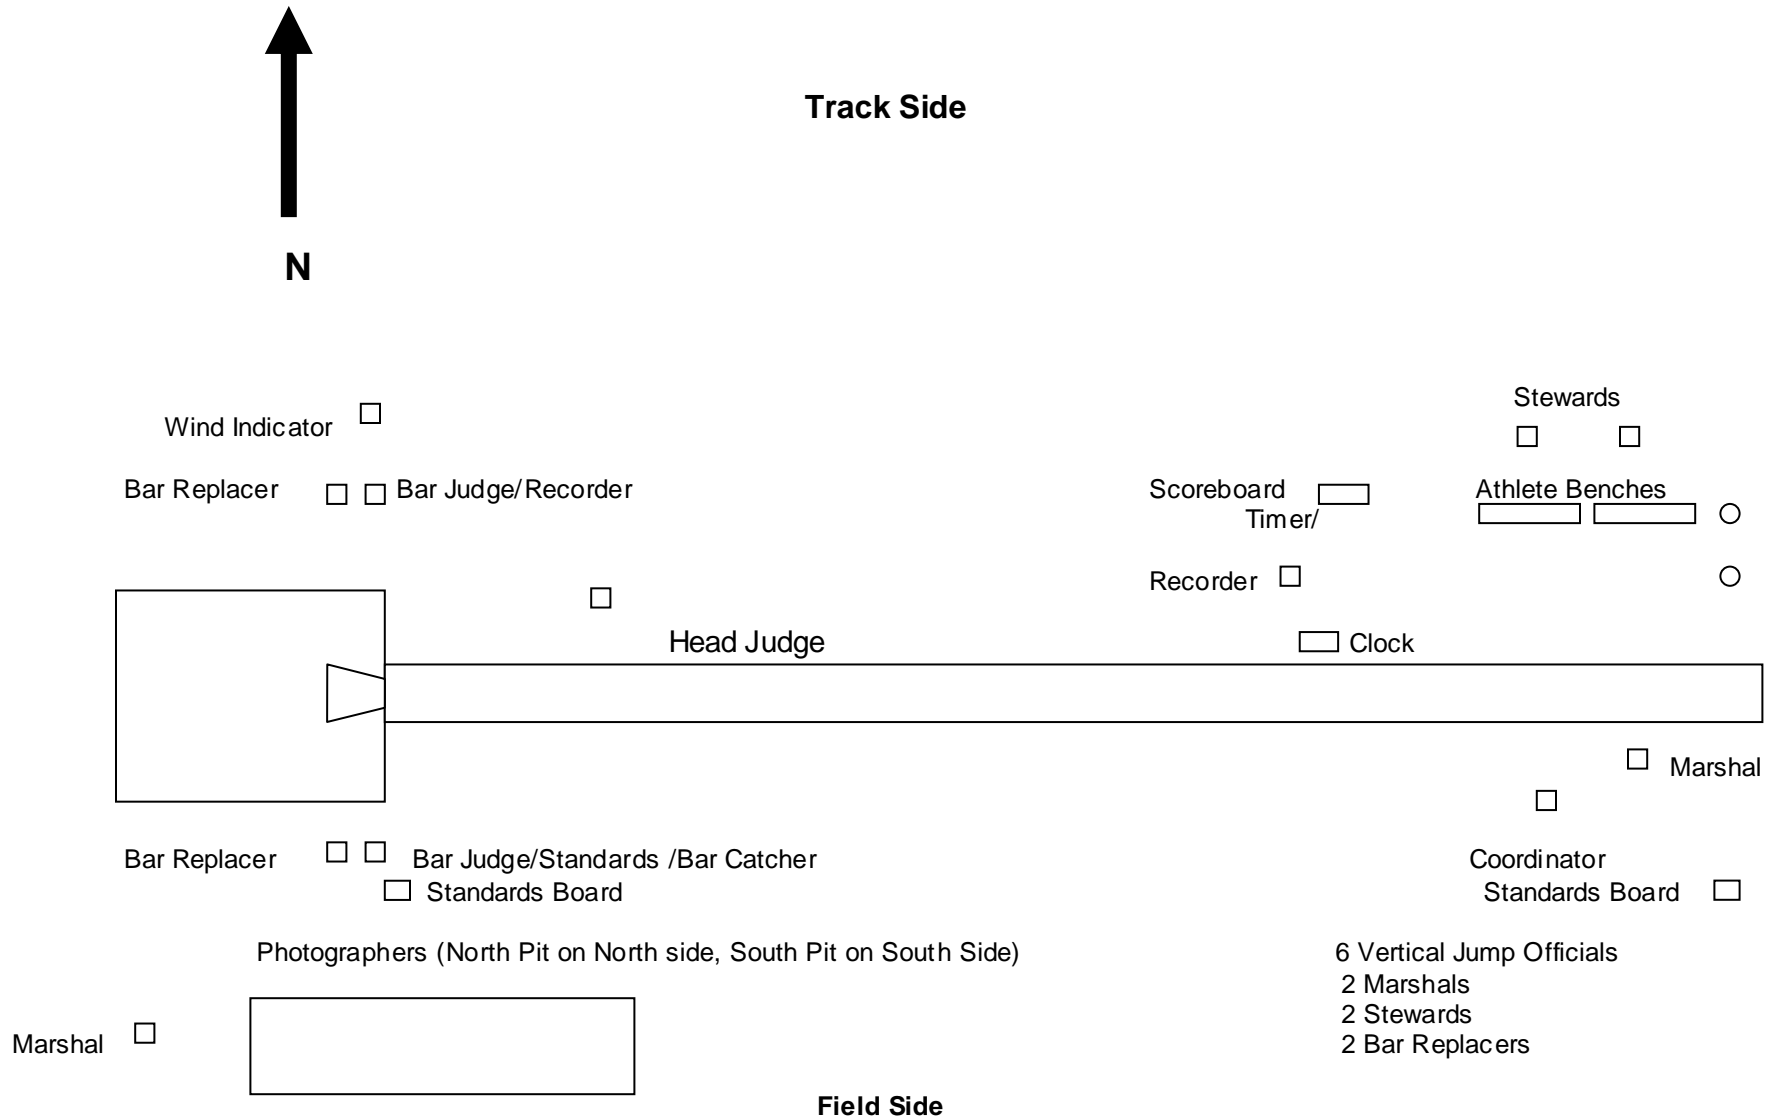 Track Side
N
Stewards
Wind Indicator
Bar Replacer
Bar Judge/Recorder
Scoreboard
Athlete Benches
Timer/
Recorder
Head Judge
Clock
Marshal
Bar Replacer
Bar Judge/Standards /Bar Catcher
Coordinator
Standards Board
Standards Board
Photographers (North Pit on North side, South Pit on South Side)
6 Vertical Jump Officials
2 Marshals
2 Stewards
2 Bar Replacers
Marshal
Field Side